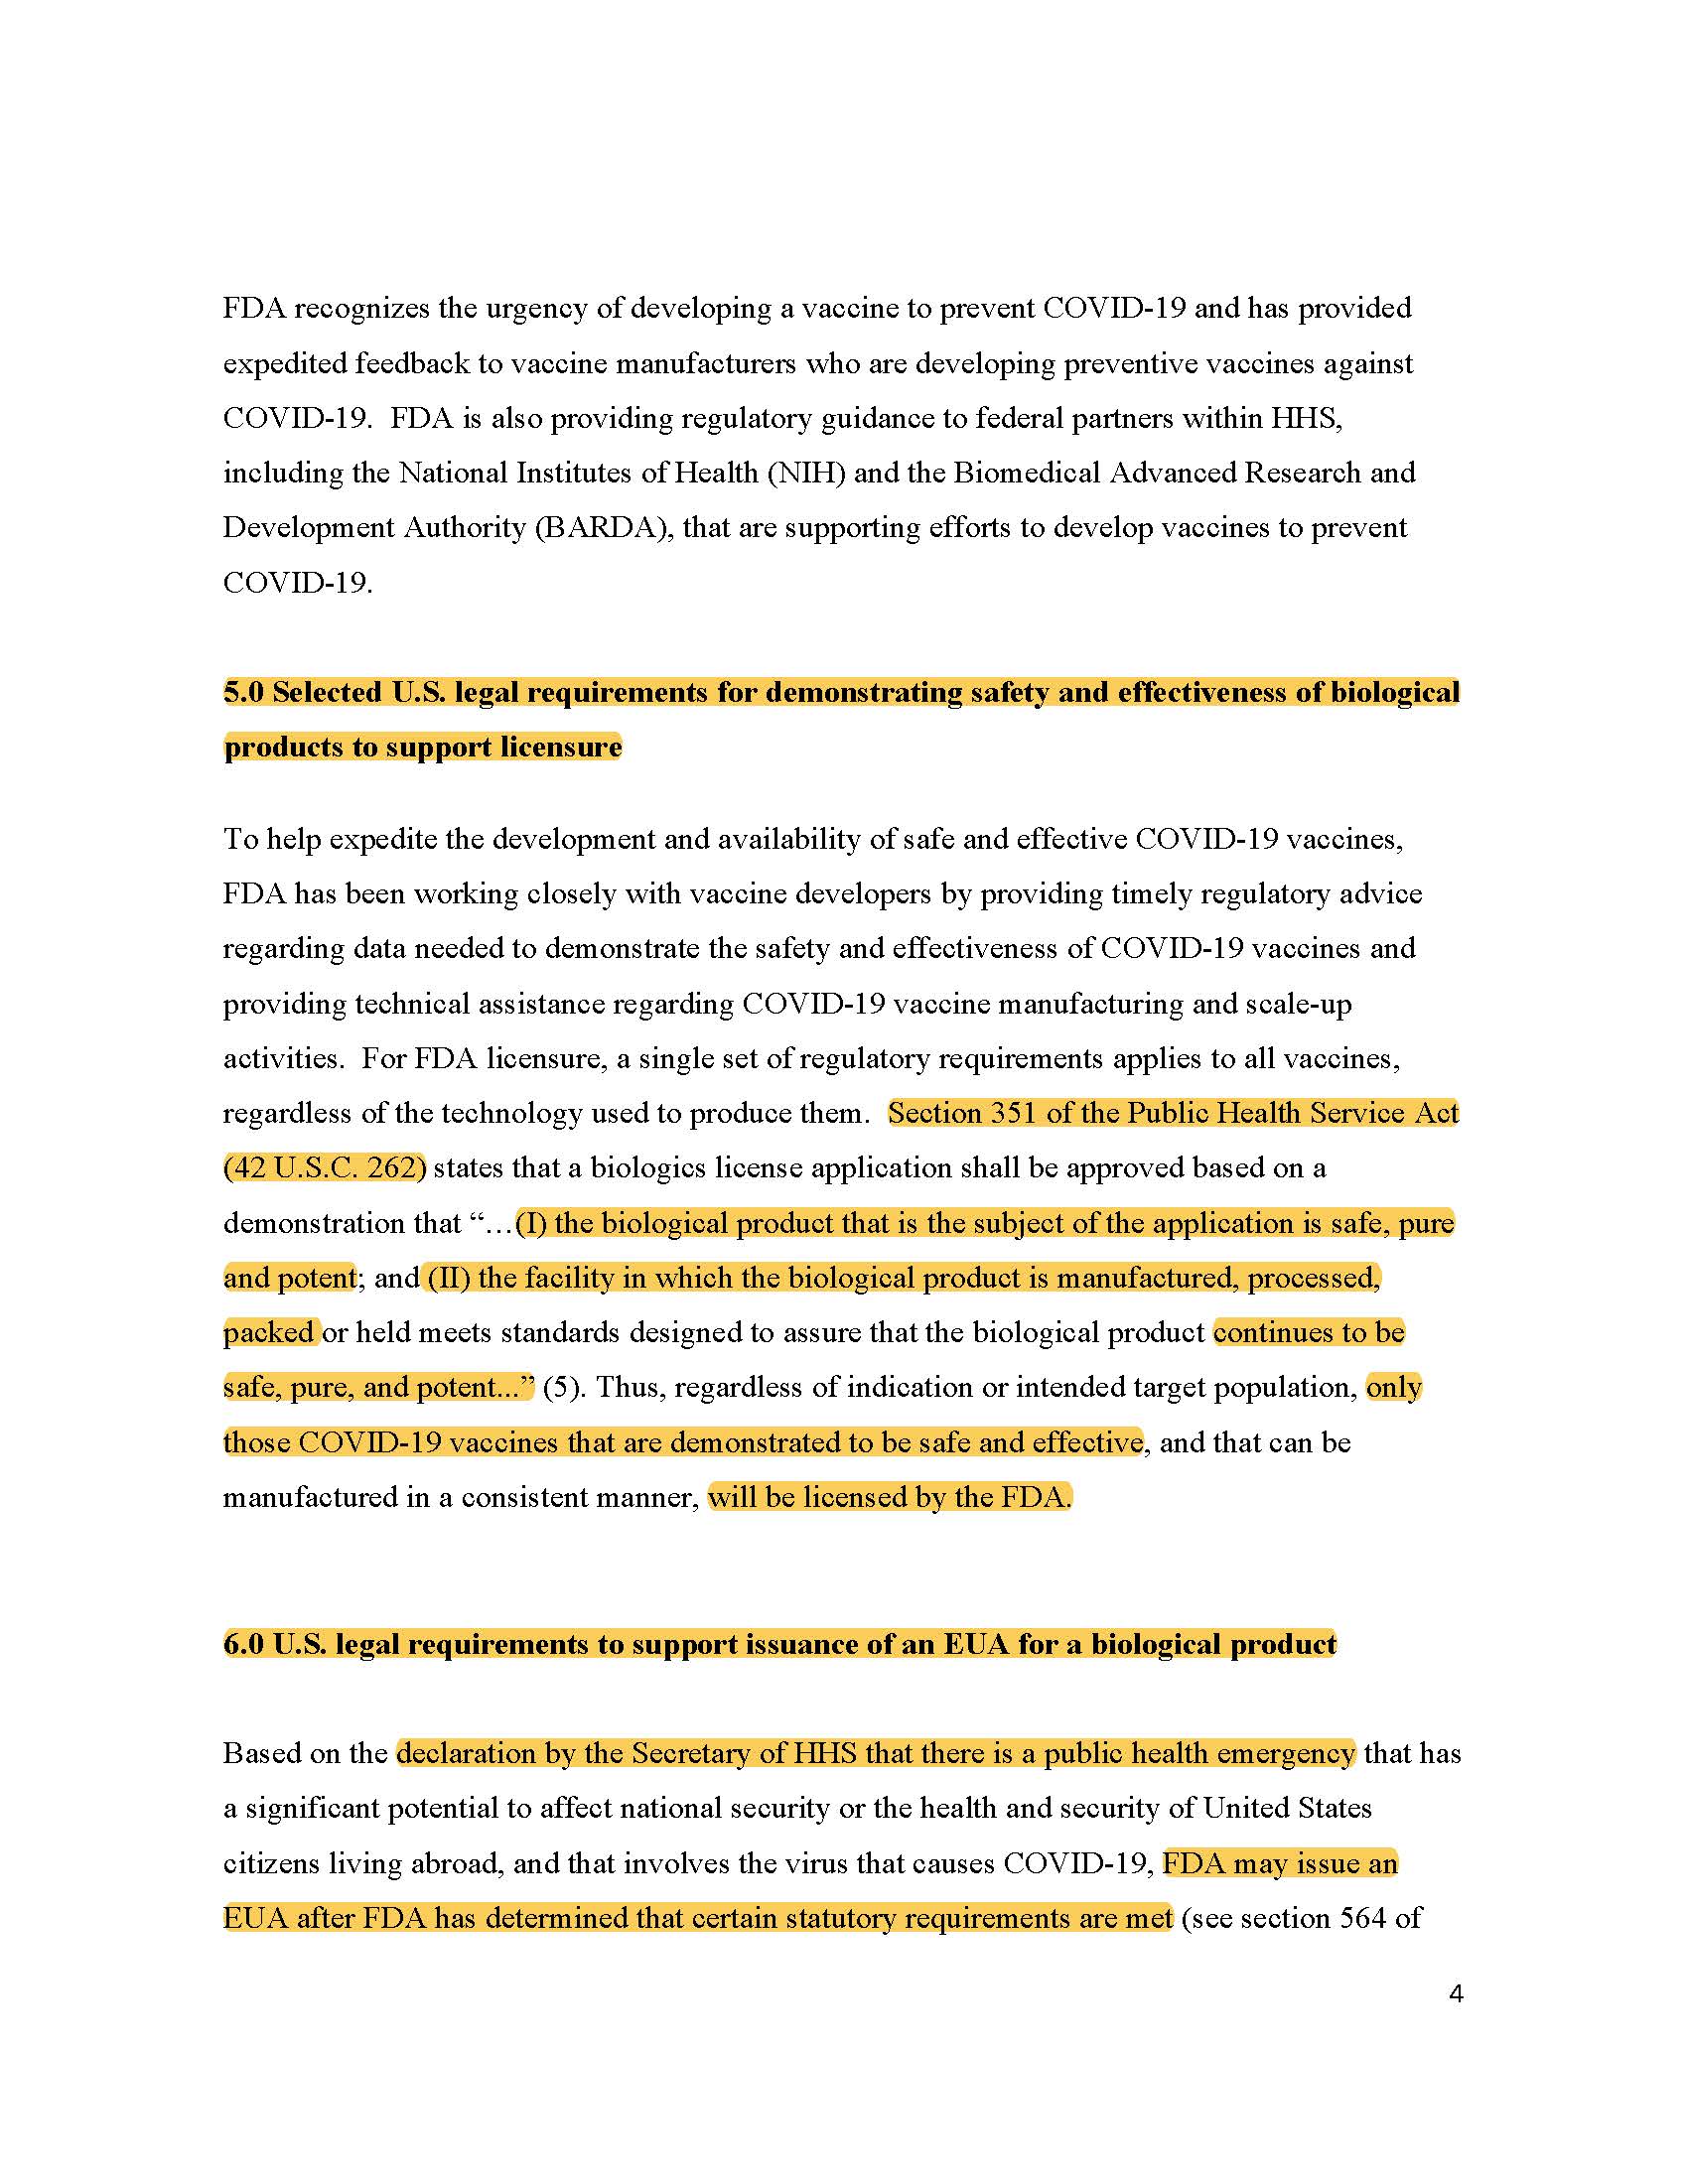 FDA recognizes the urgency of developing a vaccine to prevent COVID-19 and has provided
expedited feedback to vaccine manufacturers who are developing preventive vaccines against
COVID-19.  FDA is also providing regulatory guidance to federal partners within HHS,
including the National Institutes of Health (NIH) and the Biomedical Advanced Research and
Development Authority (BARDA), that are supporting efforts to develop vaccines to prevent
COVID-19.
5.0 Selected U.S. legal requirements for demonstrating safety and effectiveness of biological
products to support licensure
To help expedite the development and availability of safe and effective COVID-19 vaccines,
FDA has been working closely with vaccine developers by providing timely regulatory advice
regarding data needed to demonstrate the safety and effectiveness of COVID-19 vaccines and
providing technical assistance regarding COVID-19 vaccine manufacturing and scale-up
activities.  For FDA licensure, a single set of regulatory requirements applies to all vaccines,
regardless of the technology used to produce them.  Section 351 of the Public Health Service Act
(42 U.S.C. 262) states that a biologics license application shall be approved based on a
demonstration that “…(I) the biological product that is the subject of the application is safe, pure
and potent; and (II) the facility in which the biological product is manufactured, processed,
packed or held meets standards designed to assure that the biological product continues to be
safe, pure, and potent...” (5). Thus, regardless of indication or intended target population, only
those COVID-19 vaccines that are demonstrated to be safe and effective, and that can be
manufactured in a consistent manner, will be licensed by the FDA.
6.0 U.S. legal requirements to support issuance of an EUA for a biological product
Based on the declaration by the Secretary of HHS that there is a public health emergency that has
a significant potential to affect national security or the health and security of United States
citizens living abroad, and that involves the virus that causes COVID-19, FDA may issue an
EUA after FDA has determined that certain statutory requirements are met (see section 564 of
4